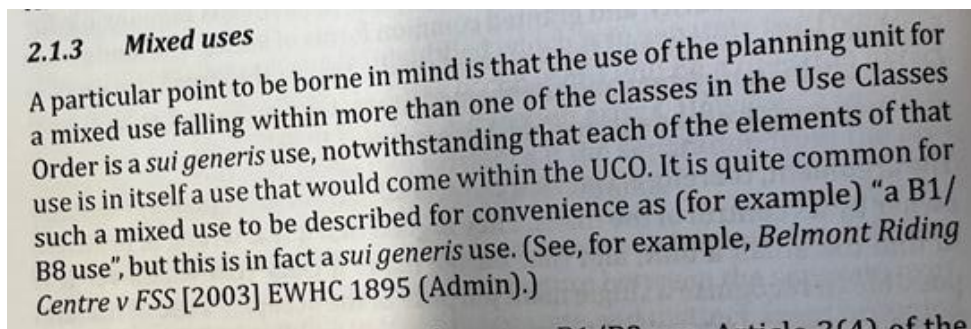 2.1.3 Mixed uses
A particular point to be borne in mind is that the use of the planning unit for
a mixed use falling within more than one of the classes in the Use Classes
Order is a sui generis use, notwithstanding that each of the elements of that
use is in itself a use that would come within the UCO. It is quite common for
such a mixed use to be described for convenience as (for example) “a B1/
B8 use”, but this is in fact a sui generis use. (See, for example, Belmont Riding
Centre v FSS [2003] EWHC 1895 (Admin).)
of the